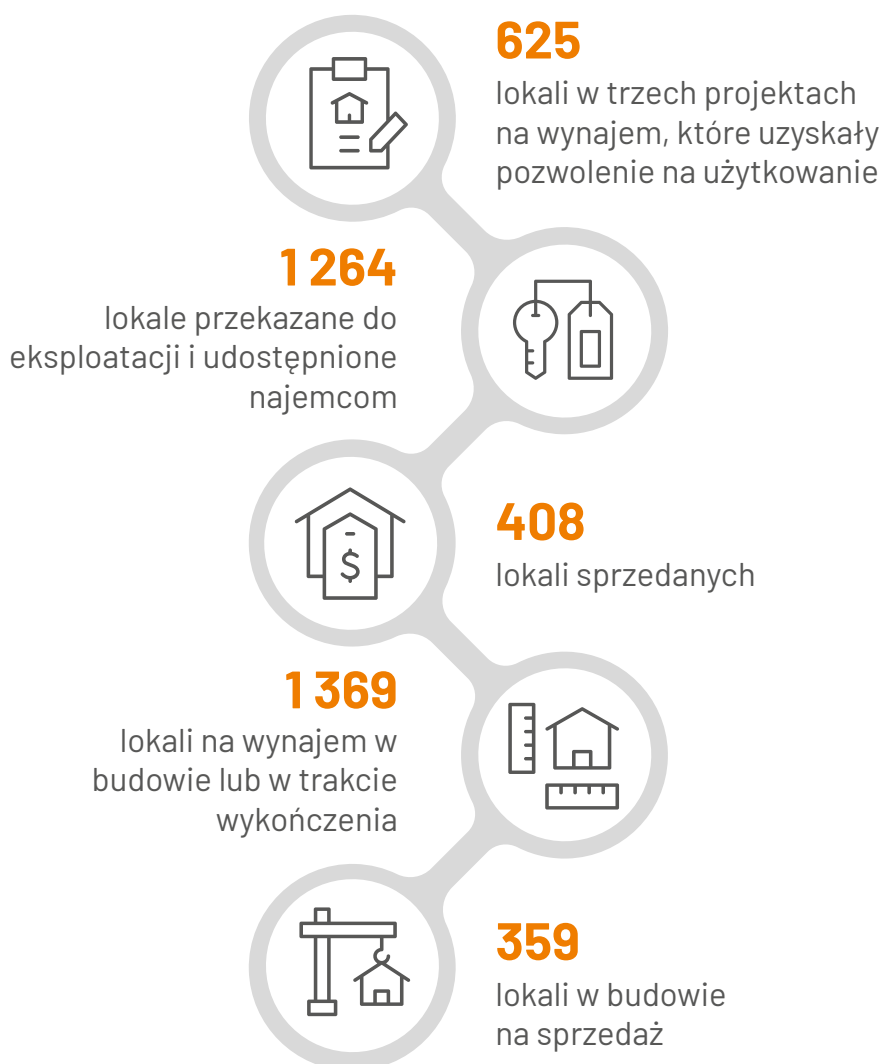 625
lokali w trzech projektach
na wynajem, które uzyskały
pozwolenie na użytkowanie
1 264
lokale przekazane do
eksploatacji i udostępnione
najemcom
$
408
lokali sprzedanych
1 369
lokali na wynajem w
budowie lub w trakcie
wykończenia
359
lokali w budowie
na sprzedaż